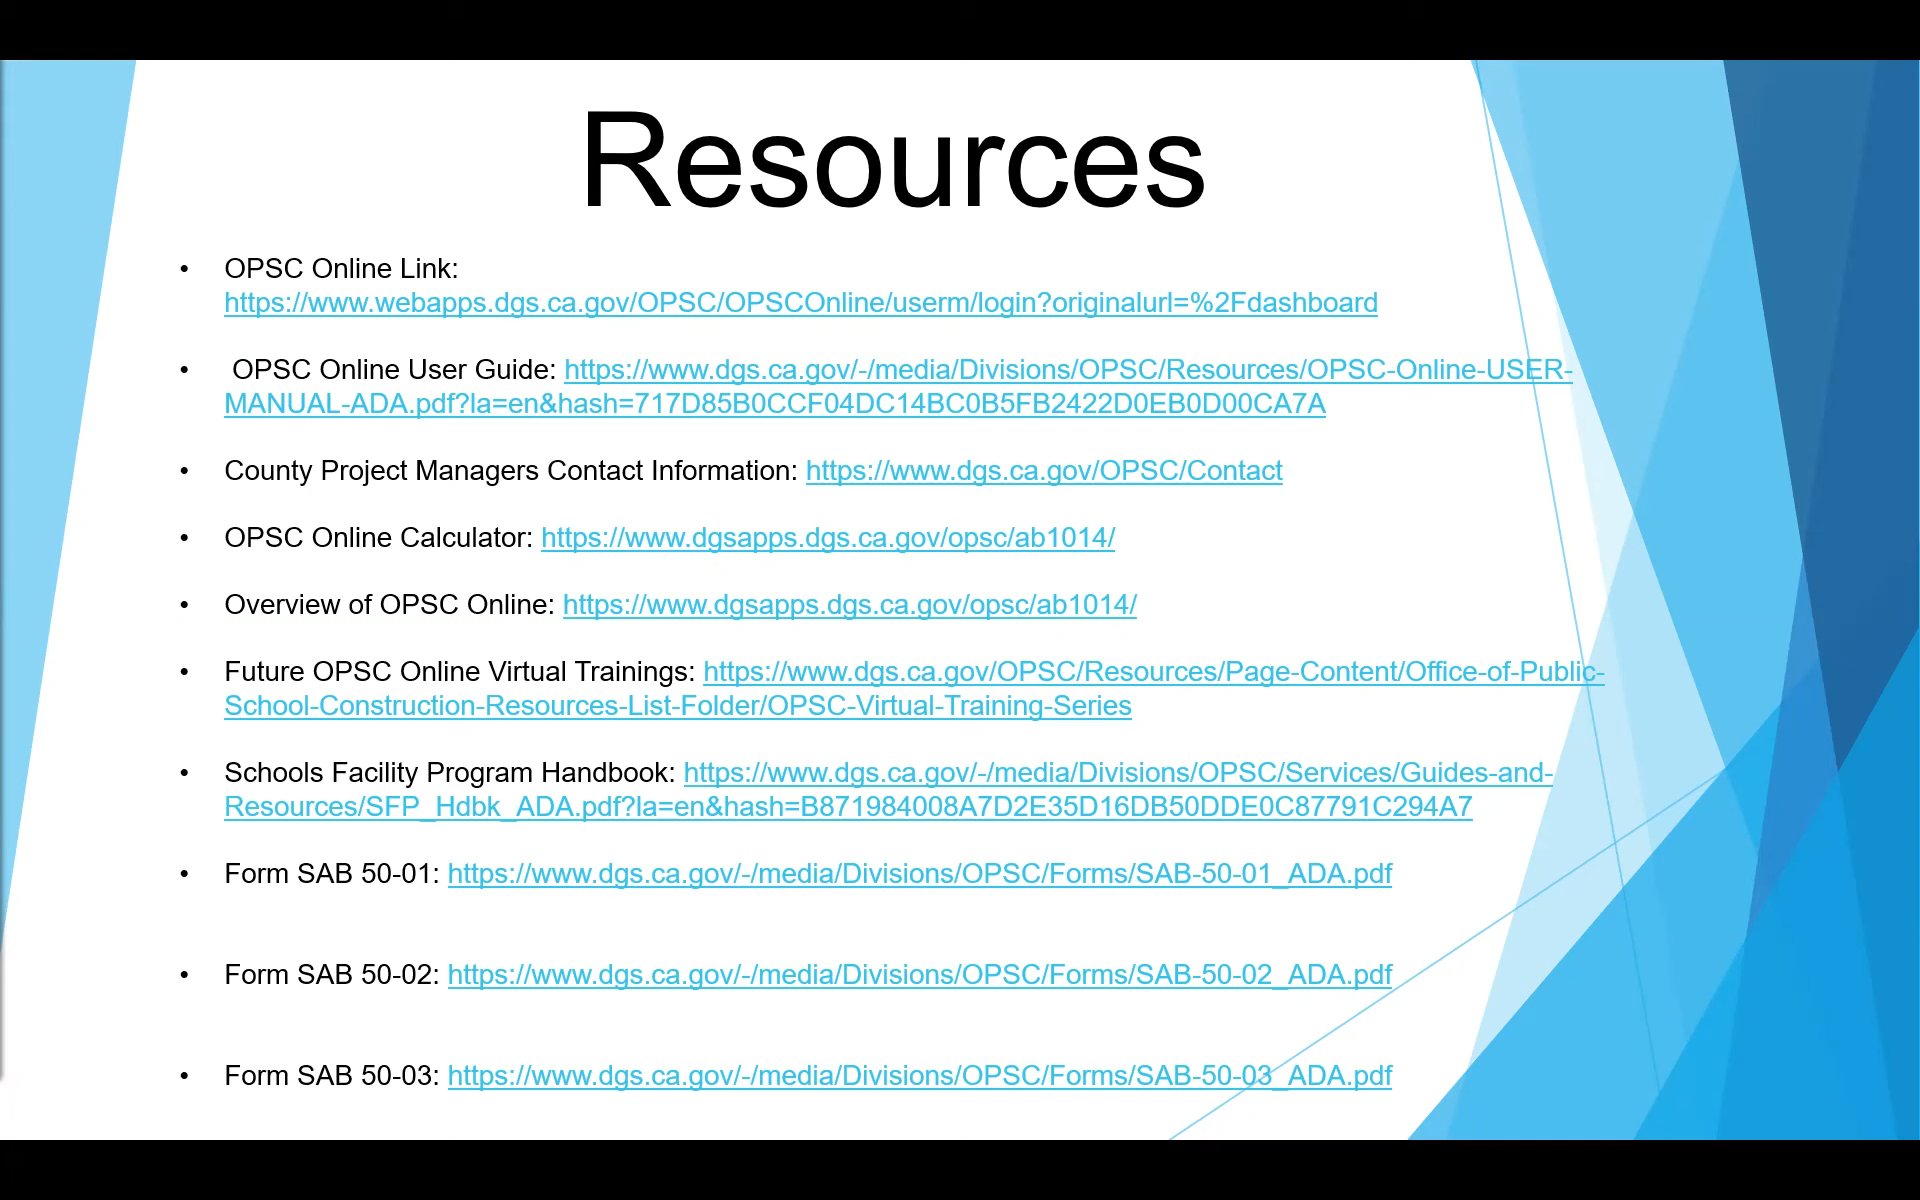 Resources
• OPSC Online Link:
https://www.webapps.dgs.ca.gov/OPSC/OPSCOnline/userm/login?originalurl=%2Fdashboard
• OPSC Online User Guide: https://www.dgs.ca.gov/-/media/Divisions/OPSC/Resources/OPSC-Online-USER-
MANUAL-ADA.pdf?la=en&hash=717D85B0CCF04DC14BC0B5FB2422D0EB0D00CA7A
• County Project Managers Contact Information: https://www.dgs.ca.gov/OPSC/Contact
• OPSC Online Calculator: https://www.dgsapps.dgs.ca.gov/opsc/ab1014/
• Overview of OPSC Online: https://www.dgsapps.dgs.ca.gov/opsc/ab1014/
• Future OPSC Online Virtual Trainings: https://www.dgs.ca.gov/OPSC/Resources/Page-Content/Office-of-Public-
School-Construction-Resources-List-Folder/OPSC-Virtual-Training-Series
• Schools Facility Program Handbook: https://www.dgs.ca.gov/-/media/Divisions/OPSC/Services/Guides-and-
Resources/SFP_Hdbk_ADA.pdf?la=en&hash=B871984008A7D2E35D16DB50DDE0C87791C294A7
• Form SAB 50-01: https://www.dgs.ca.gov/-/media/Divisions/OPSC/Forms/SAB-50-01_ADA.pdf
• Form SAB 50-02: https://www.dgs.ca.gov/-/media/Divisions/OPSC/Forms/SAB-50-02_ADA.pdf
• Form SAB 50-03: https://www.dgs.ca.gov/-/media/Divisions/OPSC/Forms/SAB-50-03_ADA.pdf